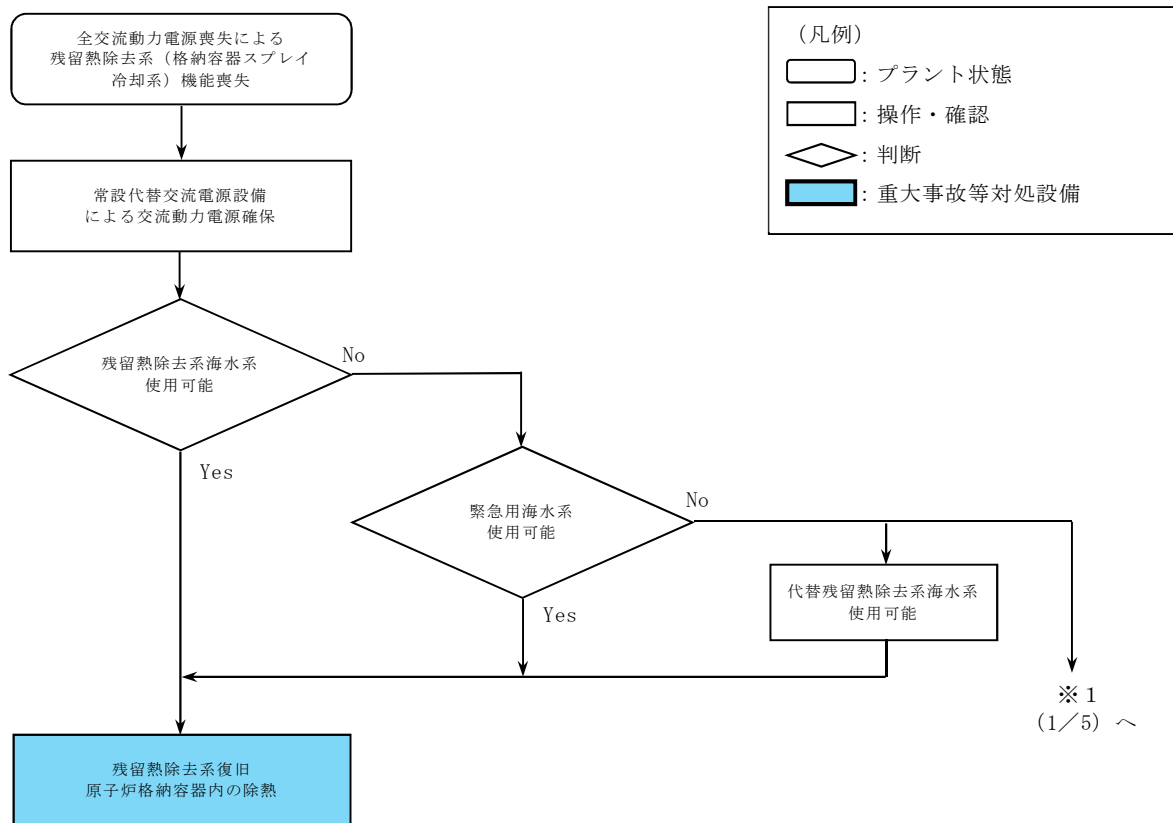 全交流動力電源喪失による
残留熱除去系（格納容器スプレイ
冷却系）機能喪失
常設代替交流電源設備
による交流動力電源確保
残留熱除去系海水系
使用可能
No
Yes
緊急用海水系
使用可能
No
Yes
代替残留熱除去系海水系
使用可能
※１
(1／5) へ
残留熱除去系復旧
原子炉格納容器内の除熱
（凡例）
：プラント状態
：操作・確認
：判断
：重大事故等対処設備